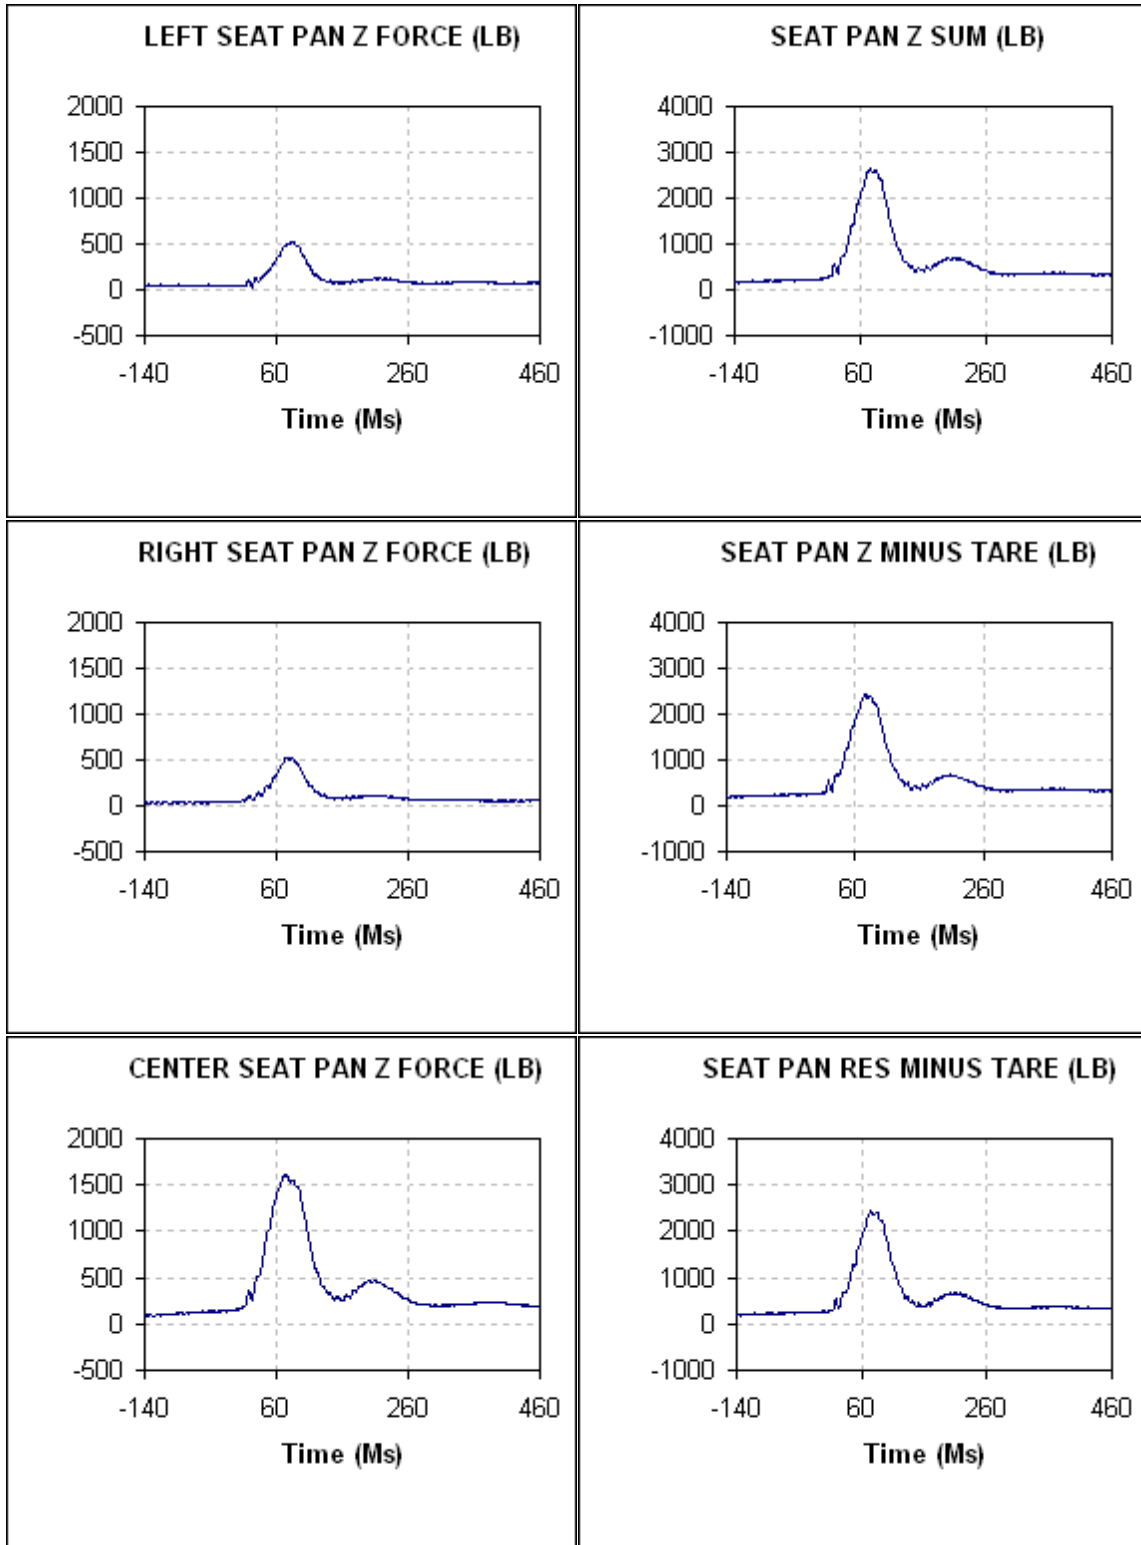 LEFT SEAT PAN Z FORCE (LB)
2000
1500
1000
500
0
-500
-140 60 260 460
Time (Ms)
SEAT PAN Z SUM (LB)
4000
3000
2000
1000
0
-1000
-140 60 260 460
Time (Ms)
RIGHT SEAT PAN Z FORCE (LB)
2000
1500
1000
500
0
-500
-140 60 260 460
Time (Ms)
SEAT PAN Z MINUS TARE (LB)
4000
3000
2000
1000
0
-1000
-140 60 260 460
Time (Ms)
CENTER SEAT PAN Z FORCE (LB)
2000
1500
1000
500
0
-500
-140 60 260 460
Time (Ms)
SEAT PAN RES MINUS TARE (LB)
4000
3000
2000
1000
0
-1000
-140 60 260 460
Time (Ms)